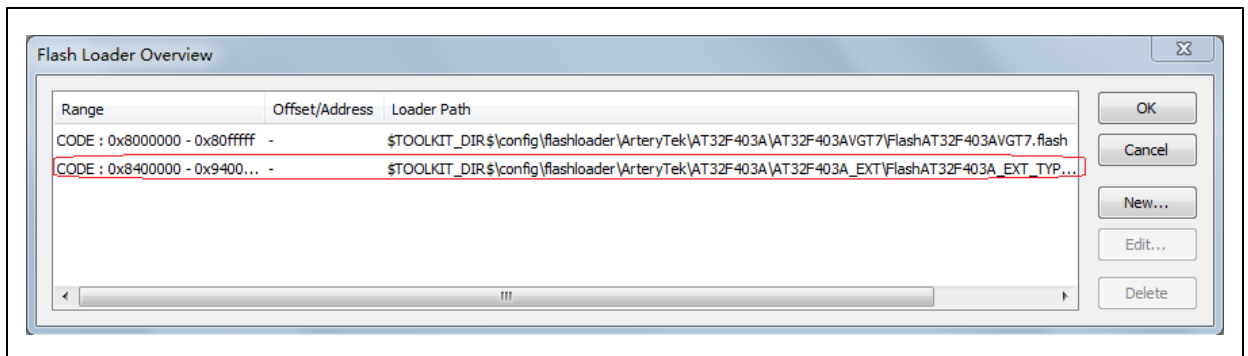 Flash Loader Overview
Range Offset/Address Loader Path
CODE : 0x8000000 - 0x80fffff - $TOOLKIT_DIR$\config\flashloader\ArteryTek\AT32F403A\AT32F403AVGT7\FlashAT32F403AVGT7.flash
CODE : 0x8400000 - 0x9400... - $TOOLKIT_DIR$\config\flashloader\ArteryTek\AT32F403A\AT32F403A_EXT\FlashAT32F403A_EXT_TYP...
OK
Cancel
New...
Edit...
Delete